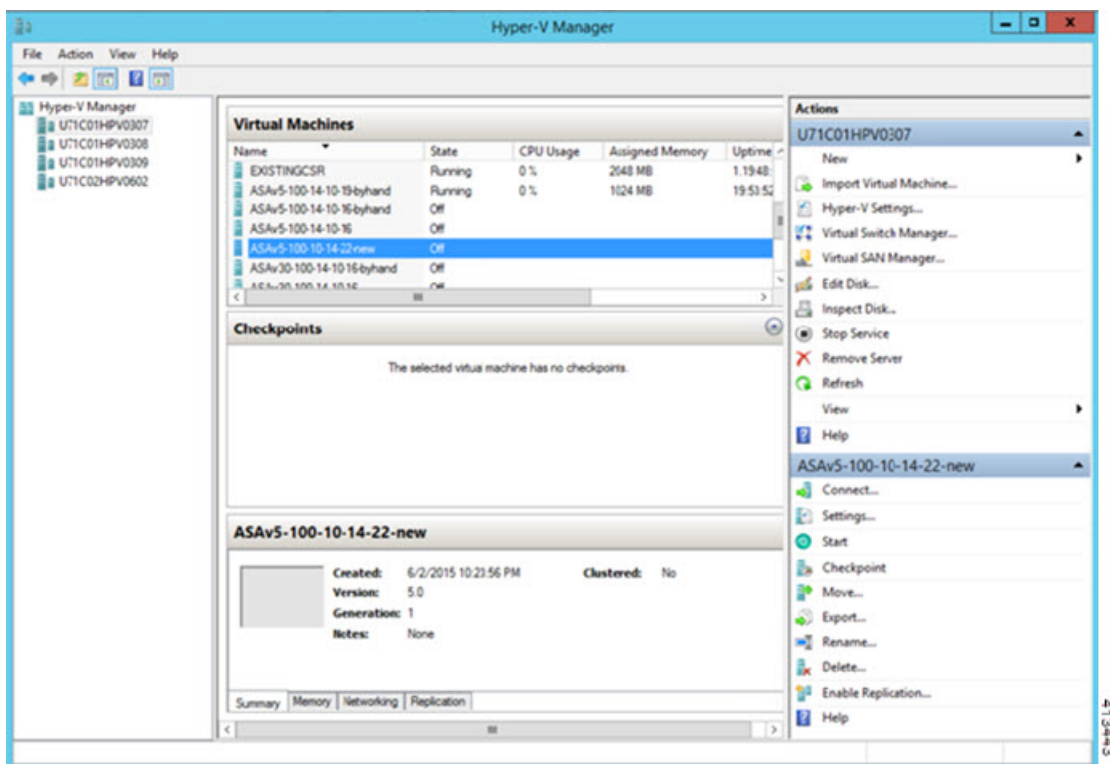 Hyper-V Manager
File Action View Help
Hyper-V Manager
U71C01HPV0307
U71C01HPV0308
U71C01HPV0309
U71C02HPV0602
Virtual Machines
Name State CPU Usage Assigned Memory Uptime
EXISTINGCSR Running 0 % 2048 MB 1.19:48:
ASAv5-100-14-10-19-byhand Running 0 % 1024 MB 19:53:52
ASAv5-100-14-10-16-byhand Off
ASAv5-100-14-10-16 Off
ASAv5-100-10-14-22-new Off
ASAv30-100-14-10-16-byhand Off
Checkpoints
The selected virtual machine has no checkpoints.
ASAv5-100-10-14-22-new
Created: 6/2/2015 10:23:56 PM Clustered: No
Version: 5.0
Generation: 1
Notes: None
Summary Memory Networking Replication
Actions
U71C01HPV0307
New
Import Virtual Machine...
Hyper-V Settings...
Virtual Switch Manager...
Virtual SAN Manager...
Edit Disk...
Inspect Disk...
Stop Service
Remove Server
Refresh
View
Help
ASAv5-100-10-14-22-new
Connect...
Settings...
Start
Checkpoint
Move...
Export...
Rename...
Delete...
Enable Replication...
Help